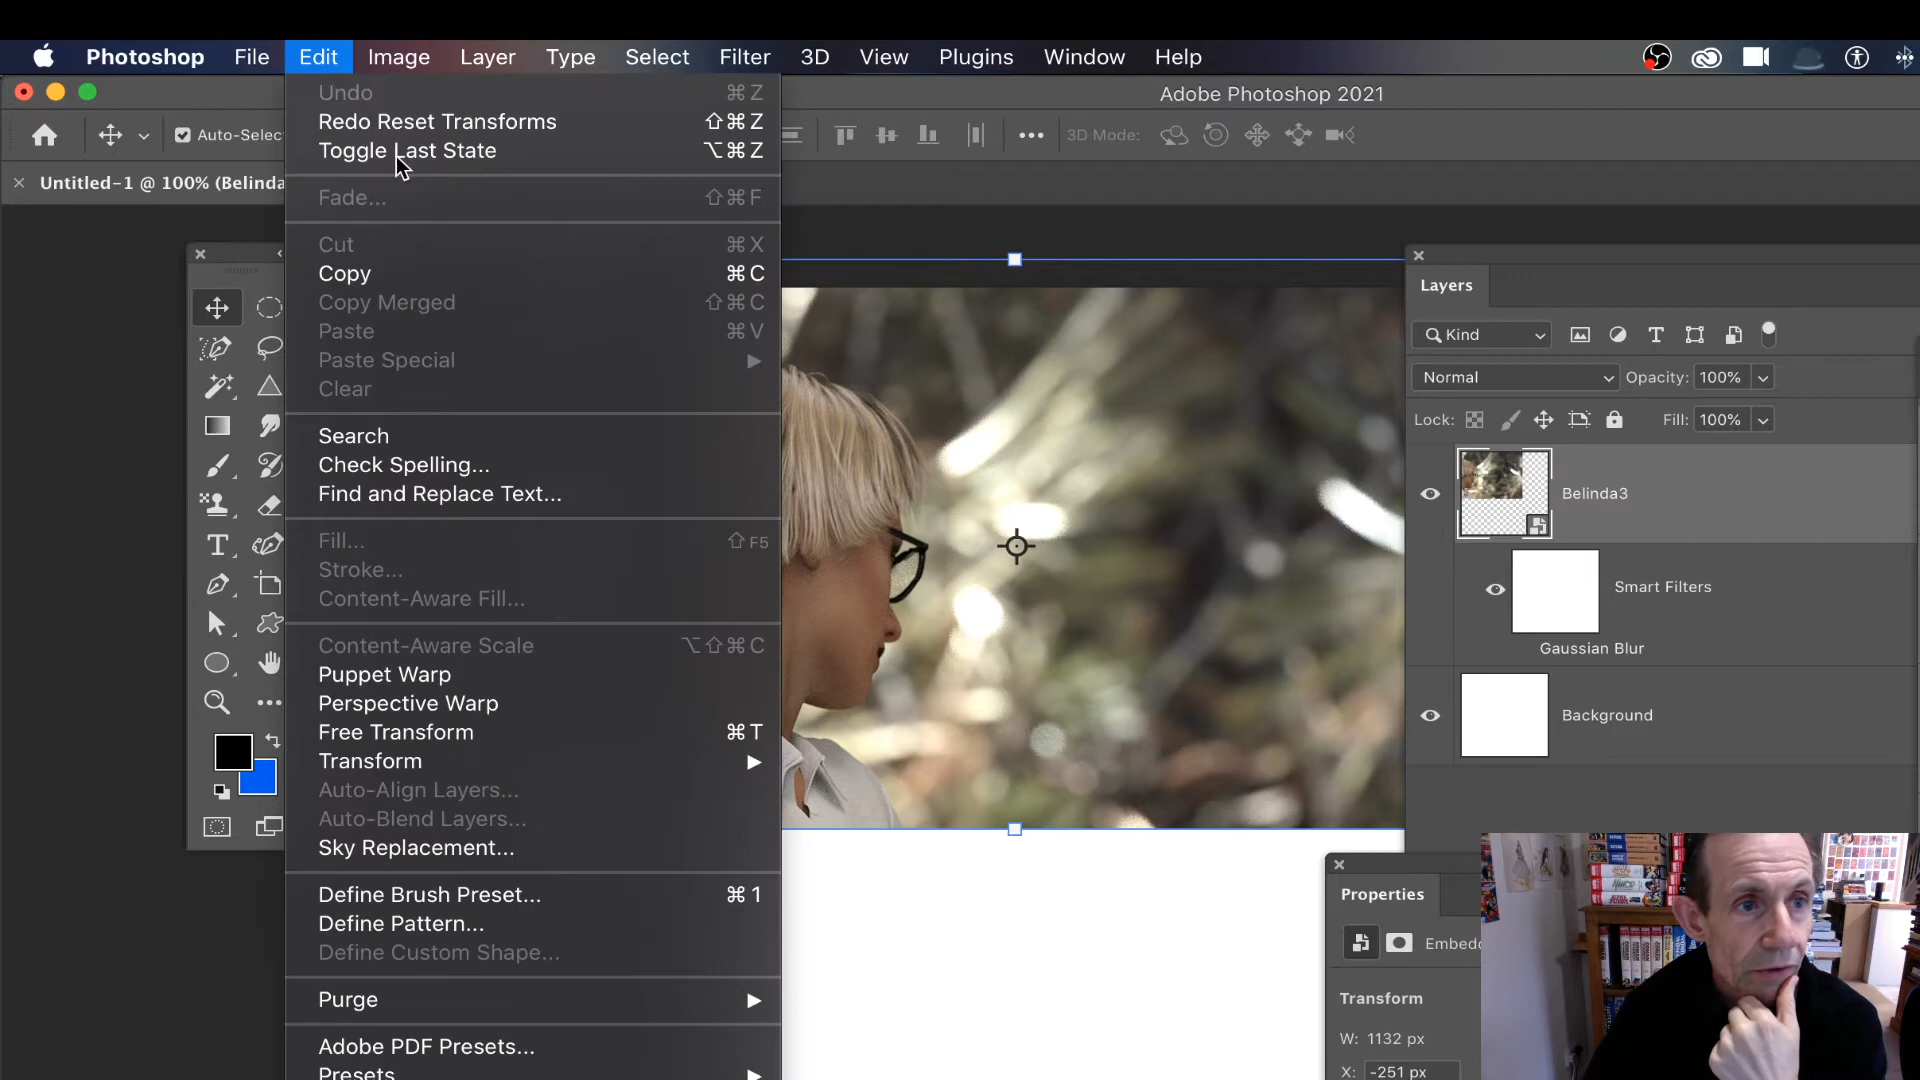 Photoshop File Edit Image Layer Type Select Filter 3D View Plugins Window Help
Adobe Photoshop 2021
Auto-Selec 3D Mode:
Untitled-1 @ 100% (Belinda
Undo ⌘Z
Redo Reset Transforms ⇧⌘Z
Toggle Last State ⌥⌘Z
Fade... ⇧⌘F
Cut ⌘X
Copy ⌘C
Copy Merged ⇧⌘C
Paste ⌘V
Paste Special
Clear
Search
Check Spelling...
Find and Replace Text...
Fill... ⇧F5
Stroke...
Content-Aware Fill...
Content-Aware Scale ⌥⇧⌘C
Puppet Warp
Perspective Warp
Free Transform ⌘T
Transform
Auto-Align Layers...
Auto-Blend Layers...
Sky Replacement...
Define Brush Preset... ⌘1
Define Pattern...
Define Custom Shape...
Purge
Adobe PDF Presets...
Presets
Layers
Kind
Normal Opacity: 100%
Lock: Fill: 100%
Belinda3
Smart Filters
Gaussian Blur
Background
Properties
Embedd
Transform
W: 1132 px
X: -251 px